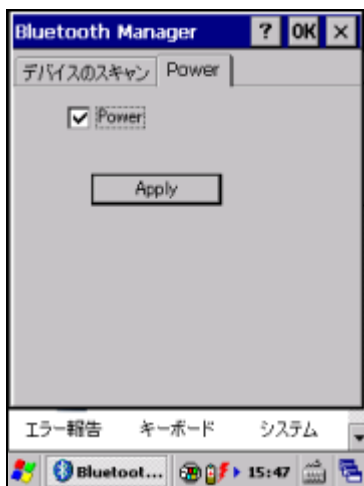 Bluetooth Manager ? OK ×
デバイスのスキャン Power
Power
Apply
エラー報告 キーボード システム
Bluetoot... 15:47